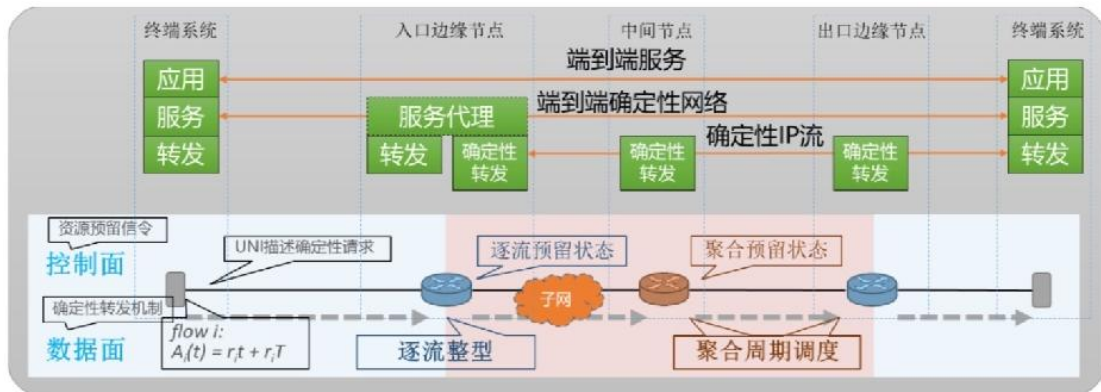 终端系统 入口边缘节点 中间节点 出口边缘节点 终端系统
端到端服务
应用 应用
端到端确定性网络
服务 服务代理 服务
确定性IP流
转发 转发 确定性转发 确定性转发 确定性转发 转发
资源预留信令
UNI描述确定性请求 逐流预留状态 聚合预留状态
控制面
子网
确定性转发机制
flow i:
数据面 Aᵢ(t) = rᵢt + rᵢT 逐流整型 聚合周期调度